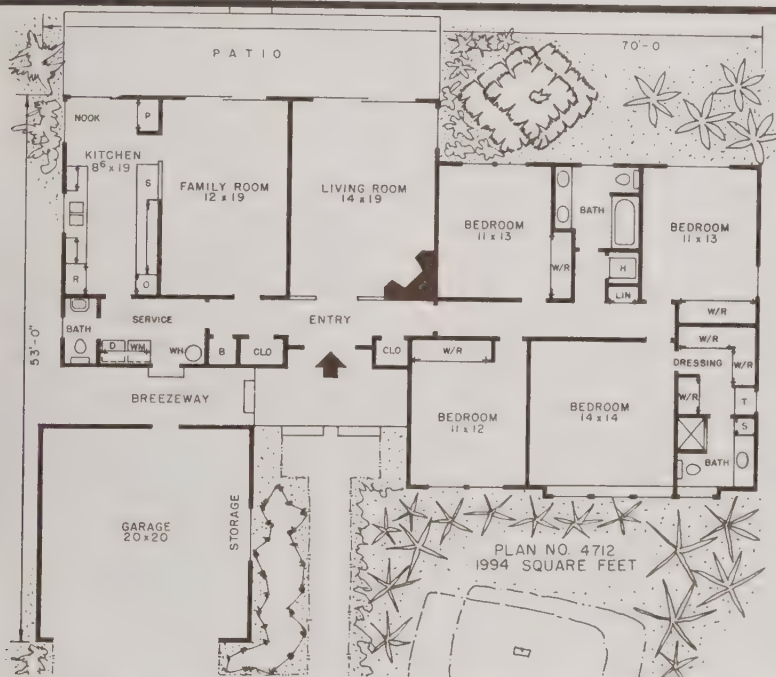 PATIO
70'-0
NOOK
P
KITCHEN
8⁶ x 19
S
R
O
FAMILY ROOM
12 x 19
LIVING ROOM
14 x 19
BEDROOM
11 x 13
W/R
BATH
H
LIN
BEDROOM
11 x 13
W/R
53'-0"
BATH
SERVICE
D
WM
WH
B
CLO
ENTRY
CLO
W/R
W/R
DRESSING
W/R
W/R
T
S
BATH
BREEZEWAY
BEDROOM
11 x 12
BEDROOM
14 x 14
GARAGE
20 x 20
STORAGE
PLAN NO. 4712
1994 SQUARE FEET